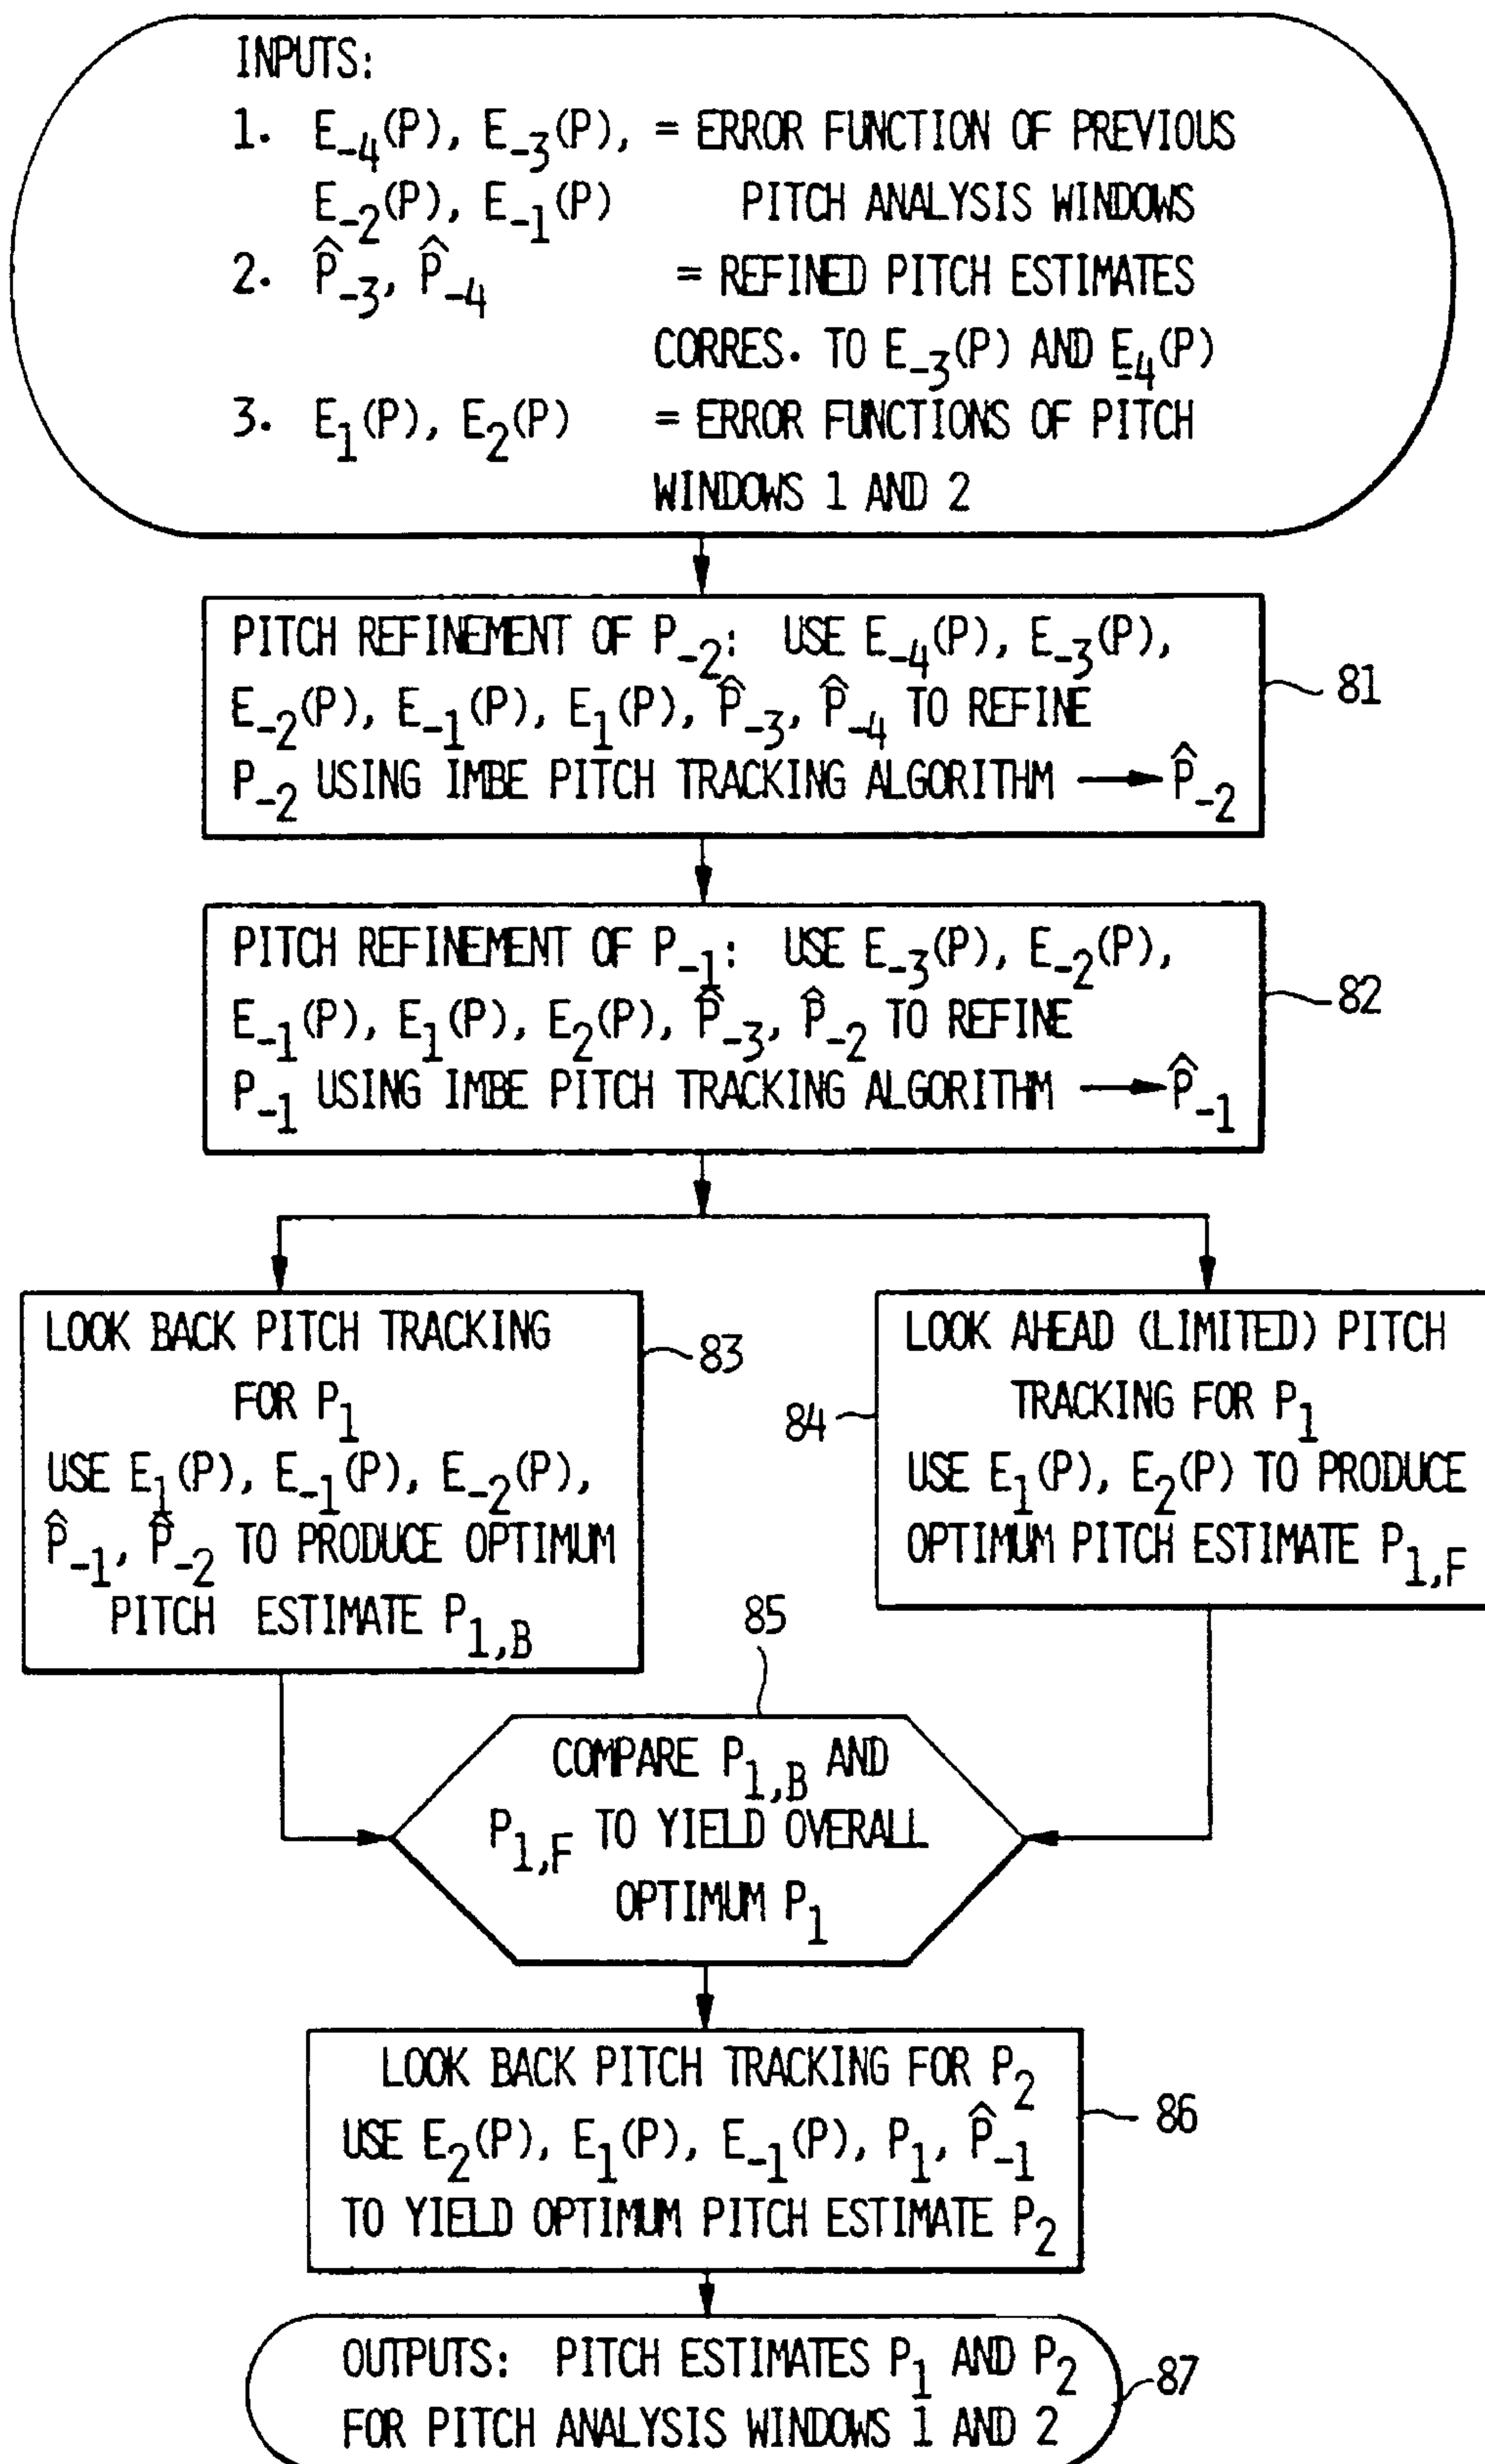 INPUTS:
1. E₋₄(P), E₋₃(P), = ERROR FUNCTION OF PREVIOUS
E₋₂(P), E₋₁(P) PITCH ANALYSIS WINDOWS
2. P̂₋₃, P̂₋₄ = REFINED PITCH ESTIMATES
CORRES. TO E₋₃(P) AND E₋₄(P)
3. E₁(P), E₂(P) = ERROR FUNCTIONS OF PITCH
WINDOWS 1 AND 2
PITCH REFINEMENT OF P₋₂: USE E₋₄(P), E₋₃(P),
E₋₂(P), E₋₁(P), E₁(P), P̂₋₃, P̂₋₄ TO REFINE
P₋₂ USING IMBE PITCH TRACKING ALGORITHM → P̂₋₂
81
PITCH REFINEMENT OF P₋₁: USE E₋₃(P), E₋₂(P),
E₋₁(P), E₁(P), E₂(P), P̂₋₃, P̂₋₂ TO REFINE
P₋₁ USING IMBE PITCH TRACKING ALGORITHM → P̂₋₁
82
LOOK BACK PITCH TRACKING
FOR P₁
USE E₁(P), E₋₁(P), E₋₂(P),
P̂₋₁, P̂₋₂ TO PRODUCE OPTIMUM
PITCH ESTIMATE P₁,B
83
LOOK AHEAD (LIMITED) PITCH
TRACKING FOR P₁
USE E₁(P), E₂(P) TO PRODUCE
OPTIMUM PITCH ESTIMATE P₁,F
84
85
COMPARE P₁,B AND
P₁,F TO YIELD OVERALL
OPTIMUM P₁
LOOK BACK PITCH TRACKING FOR P₂
USE E₂(P), E₁(P), E₋₁(P), P₁, P̂₋₁
TO YIELD OPTIMUM PITCH ESTIMATE P₂
86
OUTPUTS: PITCH ESTIMATES P₁ AND P₂
FOR PITCH ANALYSIS WINDOWS 1 AND 2
87